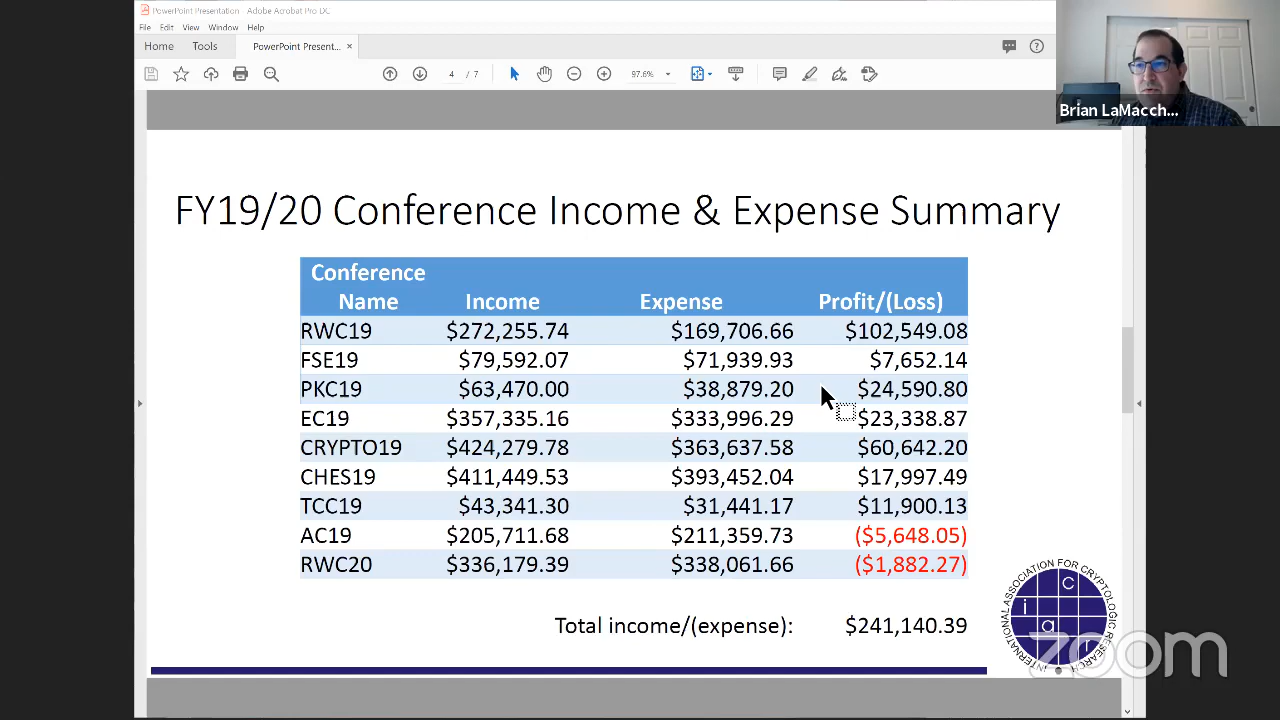 PowerPoint Presentation - Adobe Acrobat Pro DC
File Edit View Window Help
Home Tools PowerPoint Present... ×
4 / 7 97.6%
Brian LaMacch...
FY19/20 Conference Income & Expense Summary
Conference Name Income Expense Profit/(Loss)
RWC19 $272,255.74 $169,706.66 $102,549.08
FSE19 $79,592.07 $71,939.93 $7,652.14
PKC19 $63,470.00 $38,879.20 $24,590.80
EC19 $357,335.16 $333,996.29 $23,338.87
CRYPTO19 $424,279.78 $363,637.58 $60,642.20
CHES19 $411,449.53 $393,452.04 $17,997.49
TCC19 $43,341.30 $31,441.17 $11,900.13
AC19 $205,711.68 $211,359.73 ($5,648.05)
RWC20 $336,179.39 $338,061.66 ($1,882.27)
Total income/(expense): $241,140.39
INTERNATIONAL ASSOCIATION FOR CRYPTOLOGIC RESEARCH
i a c r
zoom